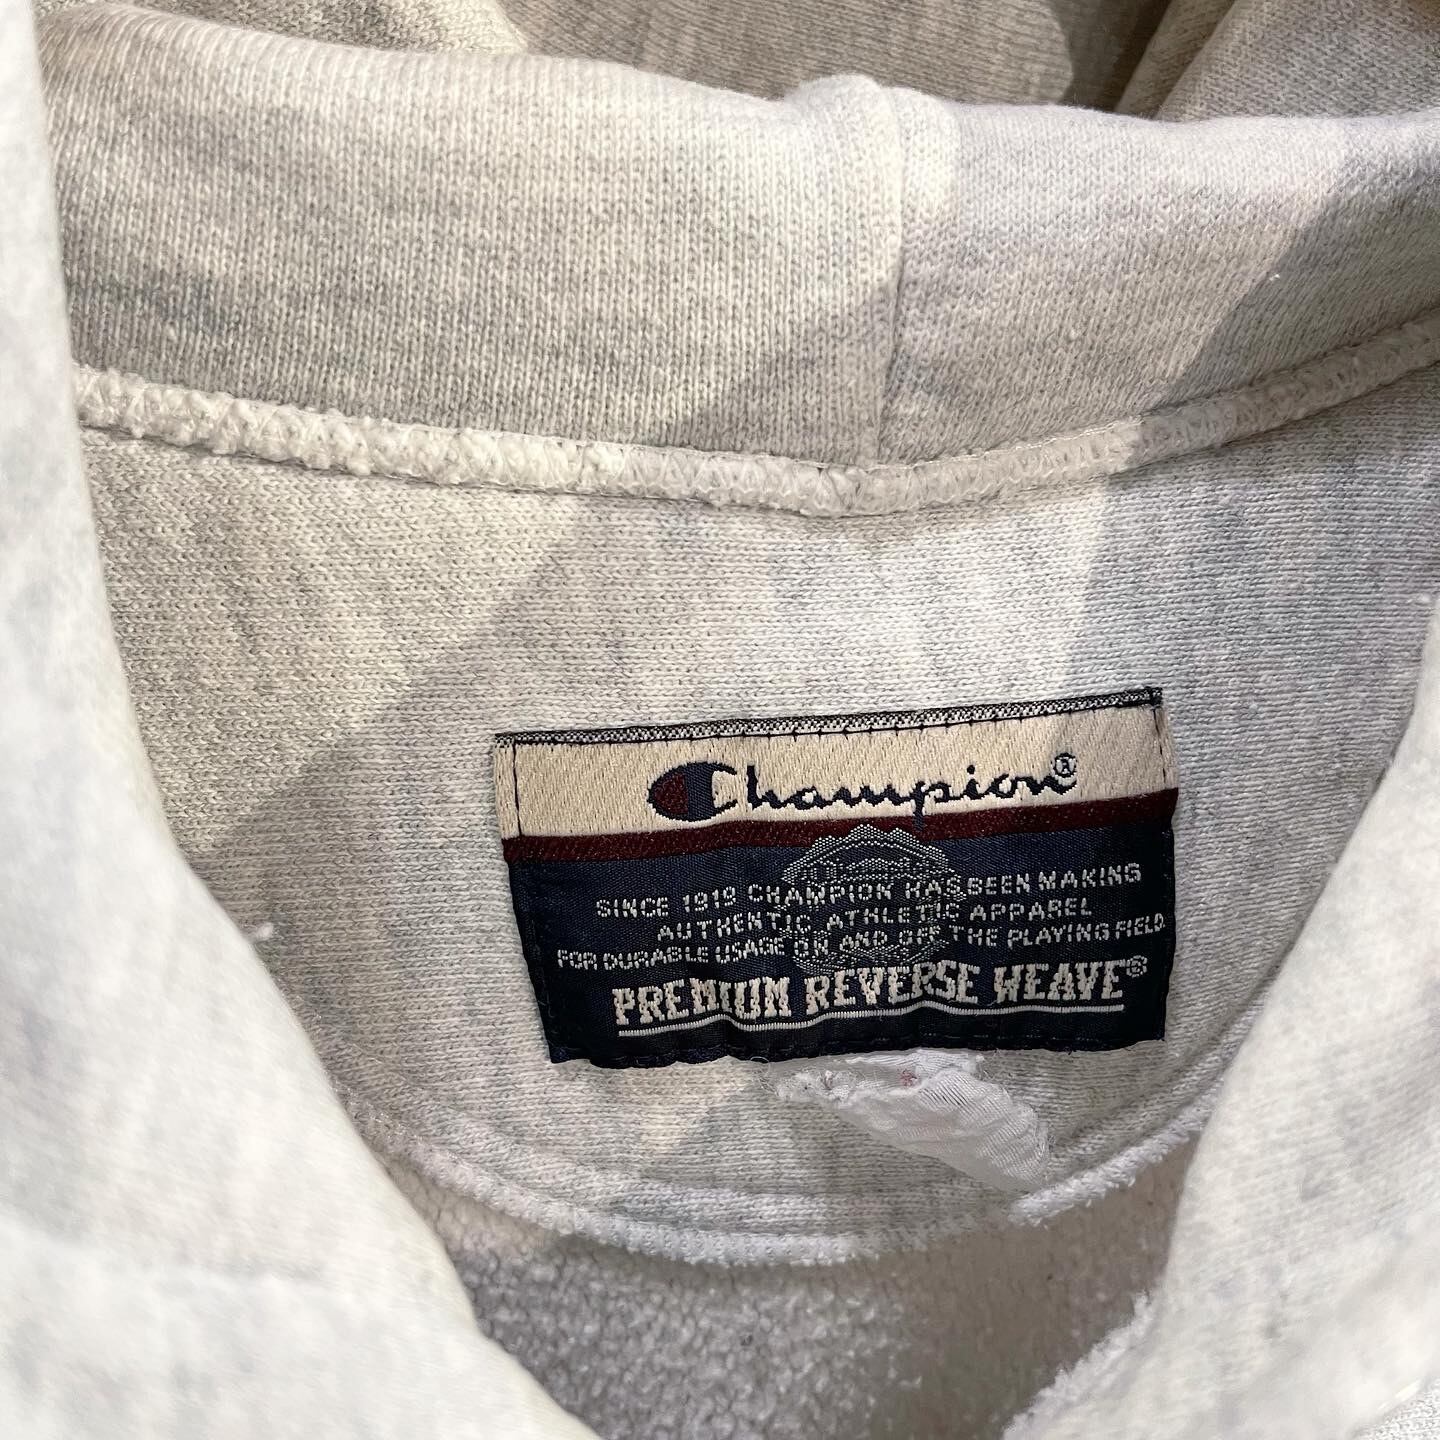 Champion®
SINCE 1919 CHAMPION HAS BEEN MAKING
AUTHENTIC ATHLETIC APPAREL
FOR DURABLE USAGE ON AND OFF THE PLAYING FIELD.
PREMIUM REVERSE WEAVE®